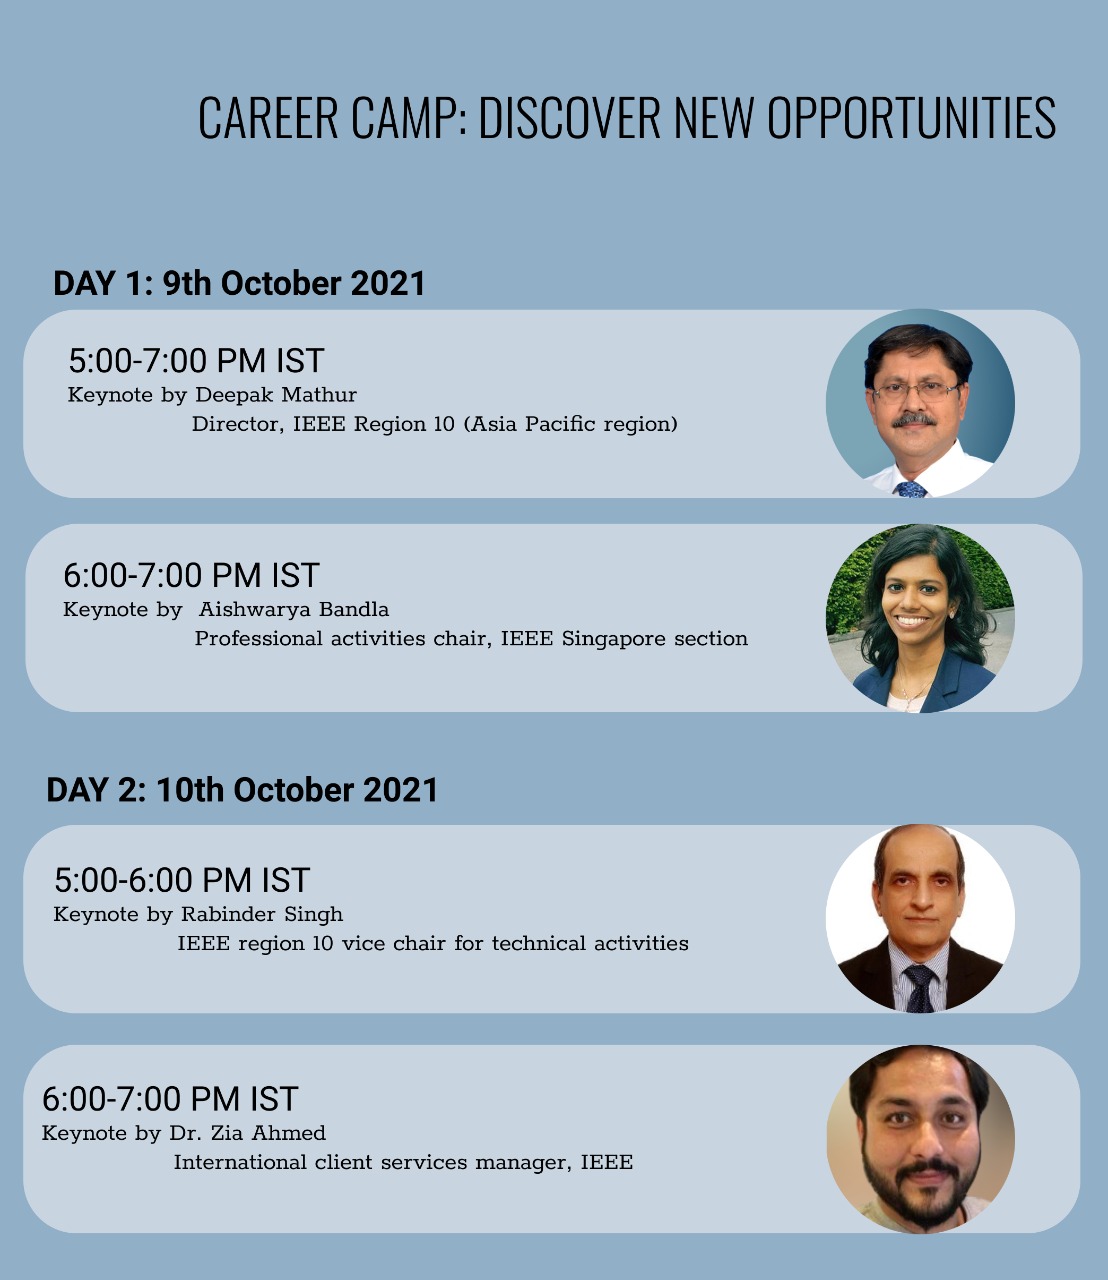 CAREER CAMP: DISCOVER NEW OPPORTUNITIES
DAY 1: 9th October 2021
5:00-7:00 PM IST
Keynote by Deepak Mathur
Director, IEEE Region 10 (Asia Pacific region)
6:00-7:00 PM IST
Keynote by Aishwarya Bandla
Professional activities chair, IEEE Singapore section
DAY 2: 10th October 2021
5:00-6:00 PM IST
Keynote by Rabinder Singh
IEEE region 10 vice chair for technical activities
6:00-7:00 PM IST
Keynote by Dr. Zia Ahmed
International client services manager, IEEE